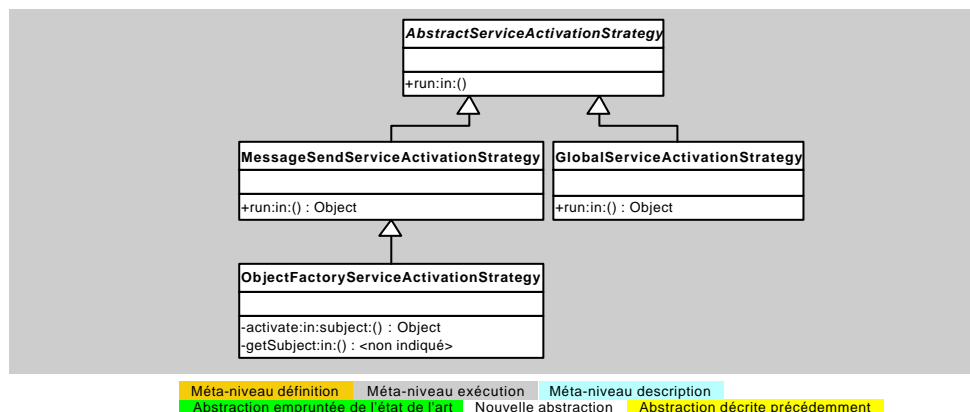 AbstractServiceActivationStrategy
+run:in:()
MessageSendServiceActivationStrategy
GlobalServiceActivationStrategy
+run:in:() : Object
+run:in:() : Object
ObjectFactoryServiceActivationStrategy
-activate:in:subject:() : Object
-getSubject:in:() : <non indiqué>
Méta-niveau définition Méta-niveau exécution Méta-niveau description
Abstraction empruntée de l'état de l'art Nouvelle abstraction Abstraction décrite précédemment